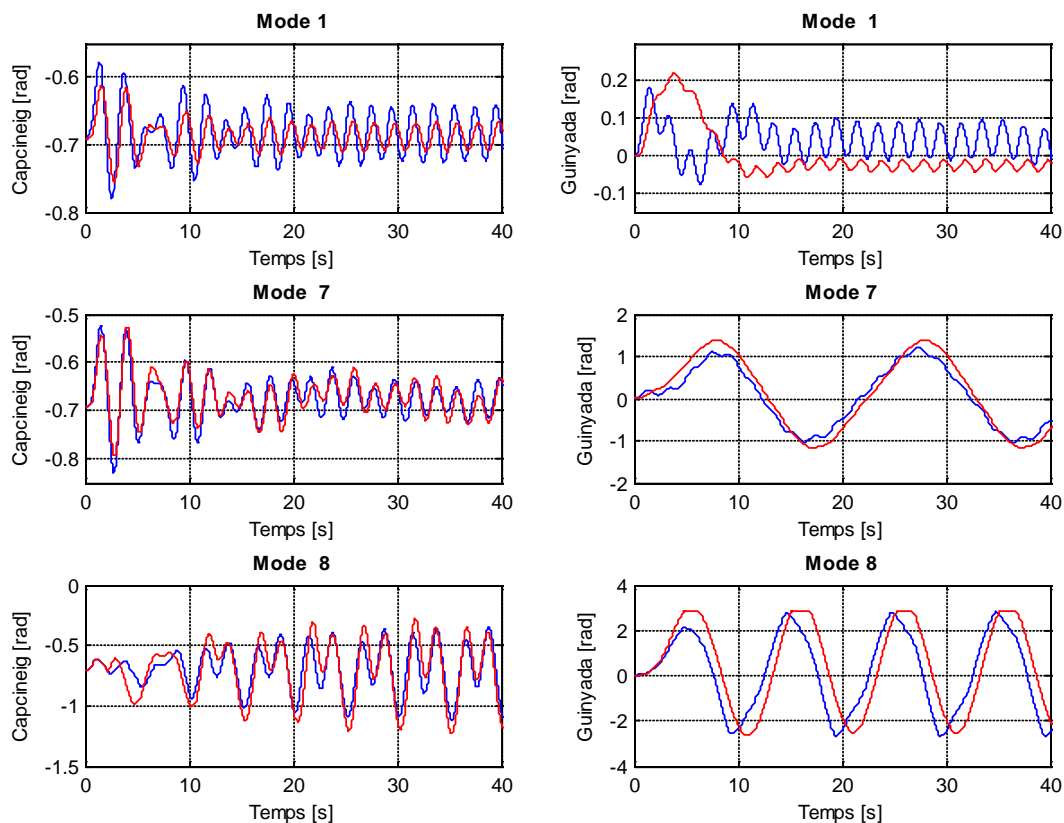 Mode 1
Capcineig [rad]
-0.6
-0.7
-0.8
0 10 20 30 40
Temps [s]
Mode 1
Guinyada [rad]
0.2
0.1
0
-0.1
0 10 20 30 40
Temps [s]
Mode 7
Capcineig [rad]
-0.5
-0.6
-0.7
-0.8
0 10 20 30 40
Temps [s]
Mode 7
Guinyada [rad]
2
1
0
-1
-2
0 10 20 30 40
Temps [s]
Mode 8
Capcineig [rad]
0
-0.5
-1
-1.5
0 10 20 30 40
Temps [s]
Mode 8
Guinyada [rad]
4
2
0
-2
-4
0 10 20 30 40
Temps [s]